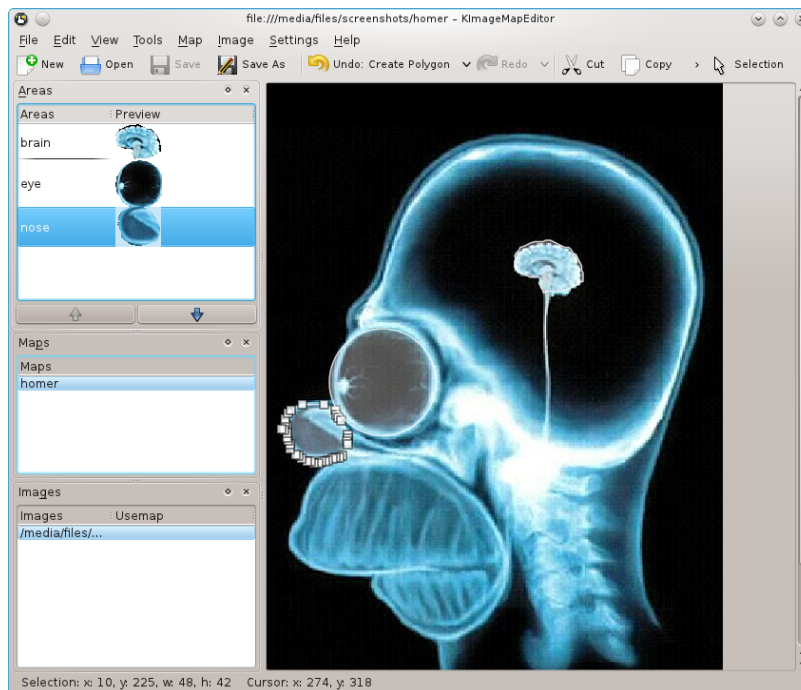 file:///media/files/screenshots/homer – KImageMapEditor
File Edit View Tools Map Image Settings Help
New Open Save Save As Undo: Create Polygon Redo Cut Copy › Selection
Areas
Areas Preview
brain
eye
nose
Maps
Maps
homer
Images
Images Usemap
/media/files/...
Selection: x: 10, y: 225, w: 48, h: 42 Cursor: x: 274, y: 318